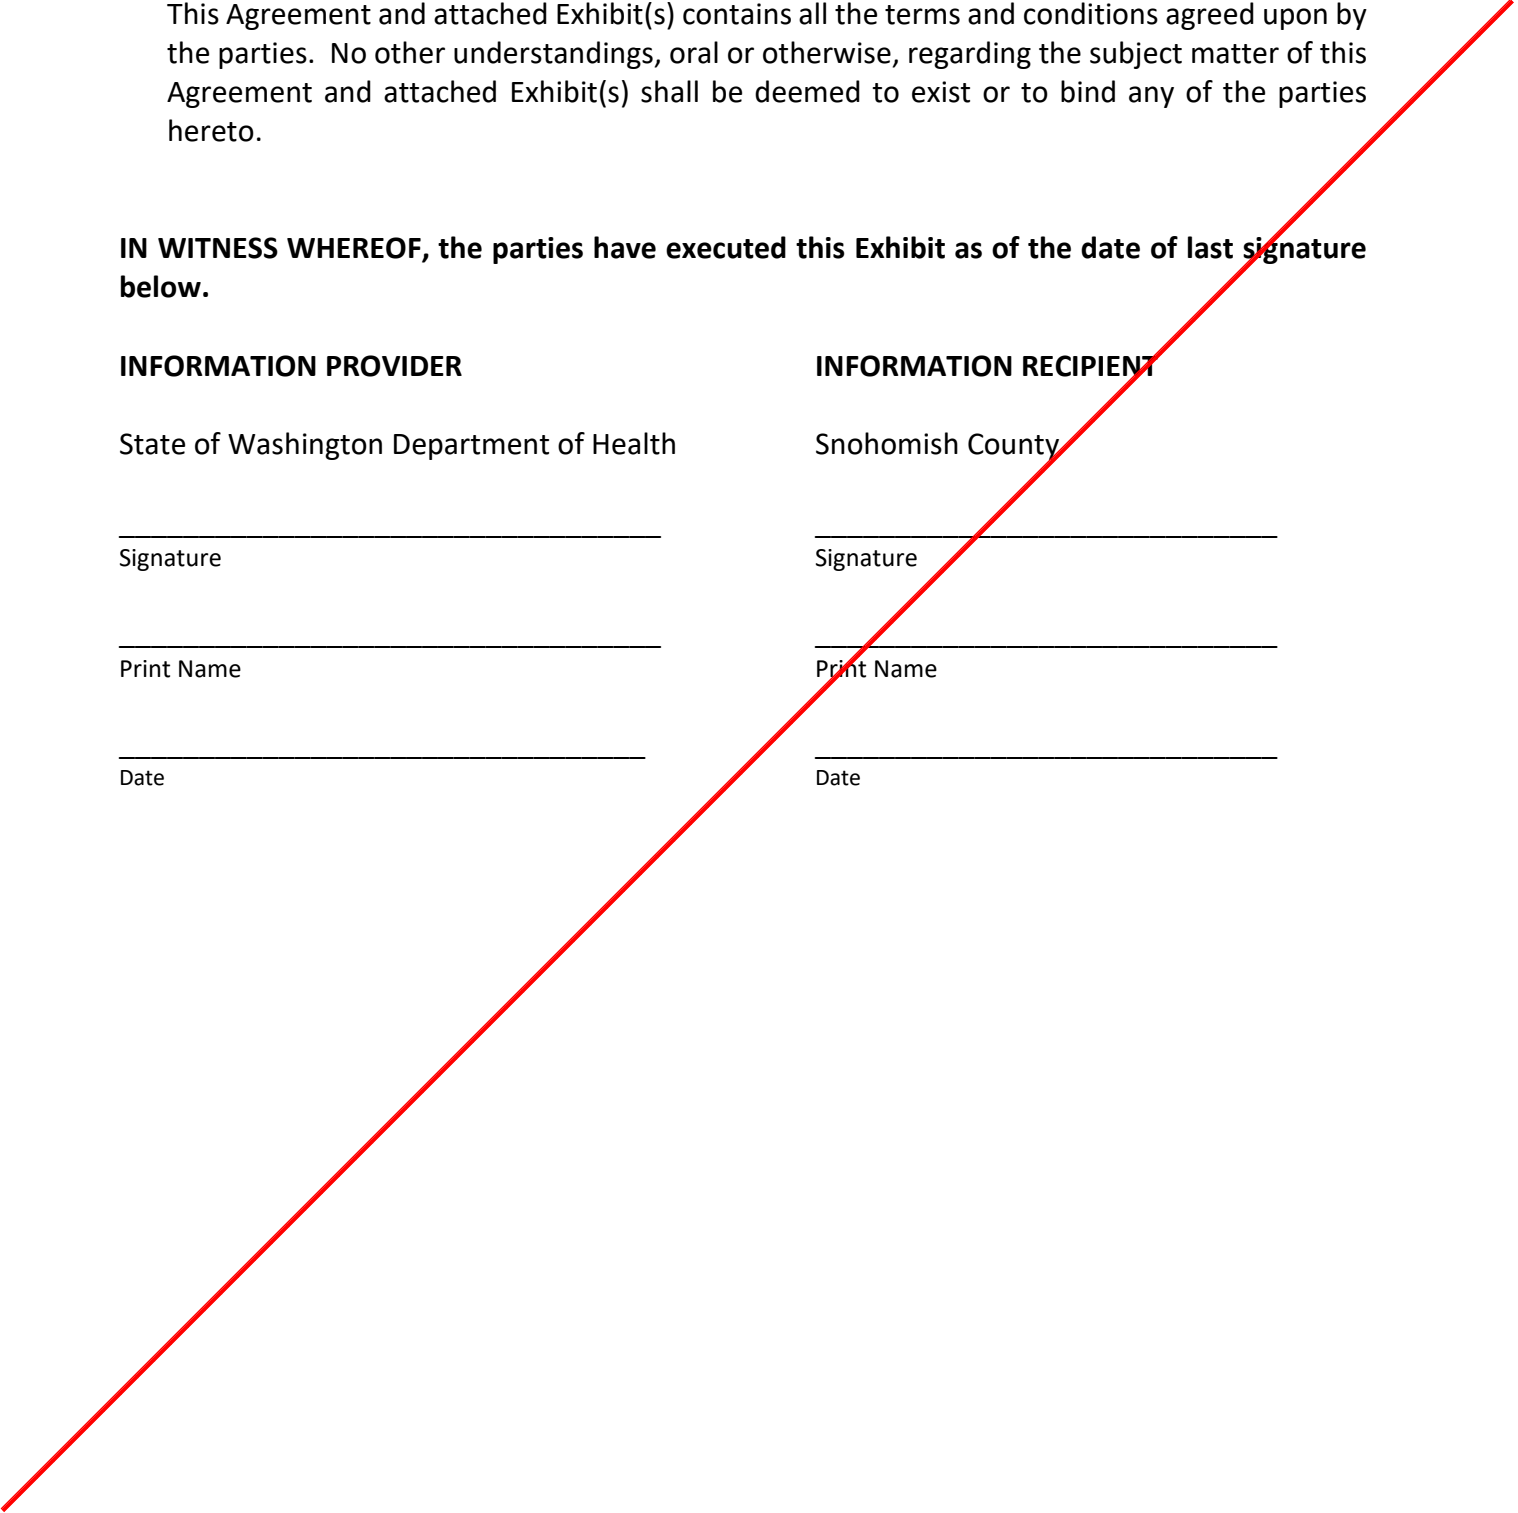 This Agreement and attached Exhibit(s) contains all the terms and conditions agreed upon by
the parties.  No other understandings, oral or otherwise, regarding the subject matter of this
Agreement and attached Exhibit(s) shall be deemed to exist or to bind any of the parties
hereto.
IN WITNESS WHEREOF, the parties have executed this Exhibit as of the date of last signature
below.
INFORMATION PROVIDER
INFORMATION RECIPIENT
State of Washington Department of Health
Snohomish County
Signature
Signature
Print Name
Print Name
Date
Date